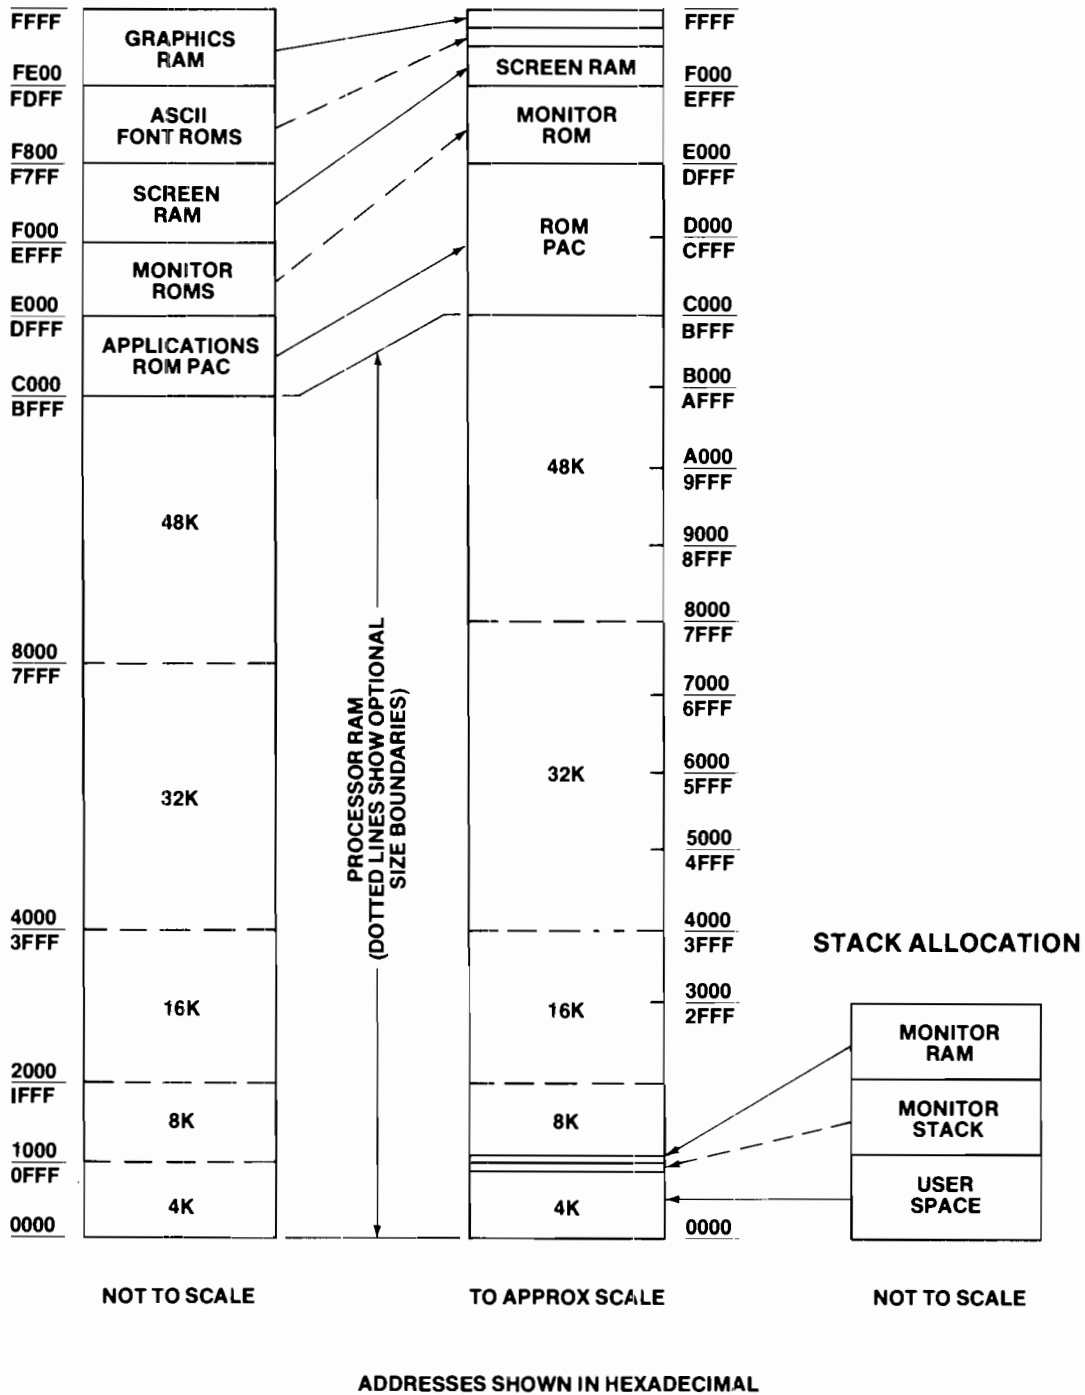 FFFF
GRAPHICS
RAM
FE00
FDFF
ASCII
FONT ROMS
F800
F7FF
SCREEN
RAM
F000
EFFF
MONITOR
ROMS
E000
DFFF
APPLICATIONS
ROM PAC
C000
BFFF
48K
8000
7FFF
32K
4000
3FFF
16K
2000
IFFF
8K
1000
0FFF
4K
0000
NOT TO SCALE
PROCESSOR RAM
(DOTTED LINES SHOW OPTIONAL
SIZE BOUNDARIES)
FFFF
SCREEN RAM
F000
EFFF
MONITOR
ROM
E000
DFFF
ROM
PAC
D000
CFFF
C000
BFFF
B000
AFFF
48K
A000
9FFF
9000
8FFF
8000
7FFF
7000
6FFF
32K
6000
5FFF
5000
4FFF
4000
3FFF
16K
3000
2FFF
8K
4K
0000
TO APPROX SCALE
STACK ALLOCATION
MONITOR
RAM
MONITOR
STACK
USER
SPACE
NOT TO SCALE
ADDRESSES SHOWN IN HEXADECIMAL